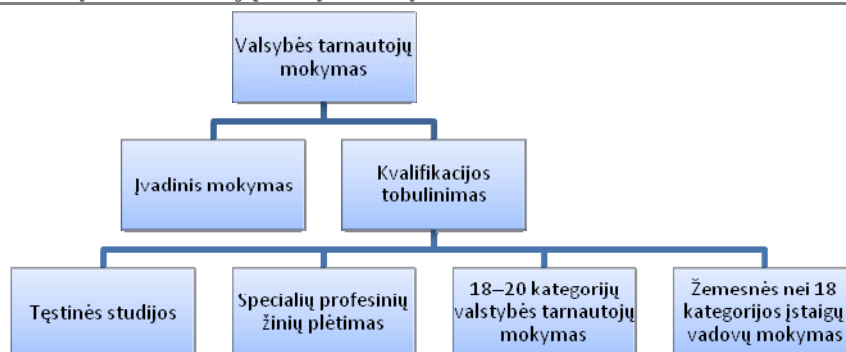 Valsybės tarnautojų
mokymas
Įvadinis mokymas
Kvalifikacijos
tobulinimas
Tęstinės studijos
Specialių profesinių
žinių plėtimas
18–20 kategorijų
valstybės tarnautojų
mokymas
Žemesnės nei 18
kategorijos įstaigų
vadovų mokymas